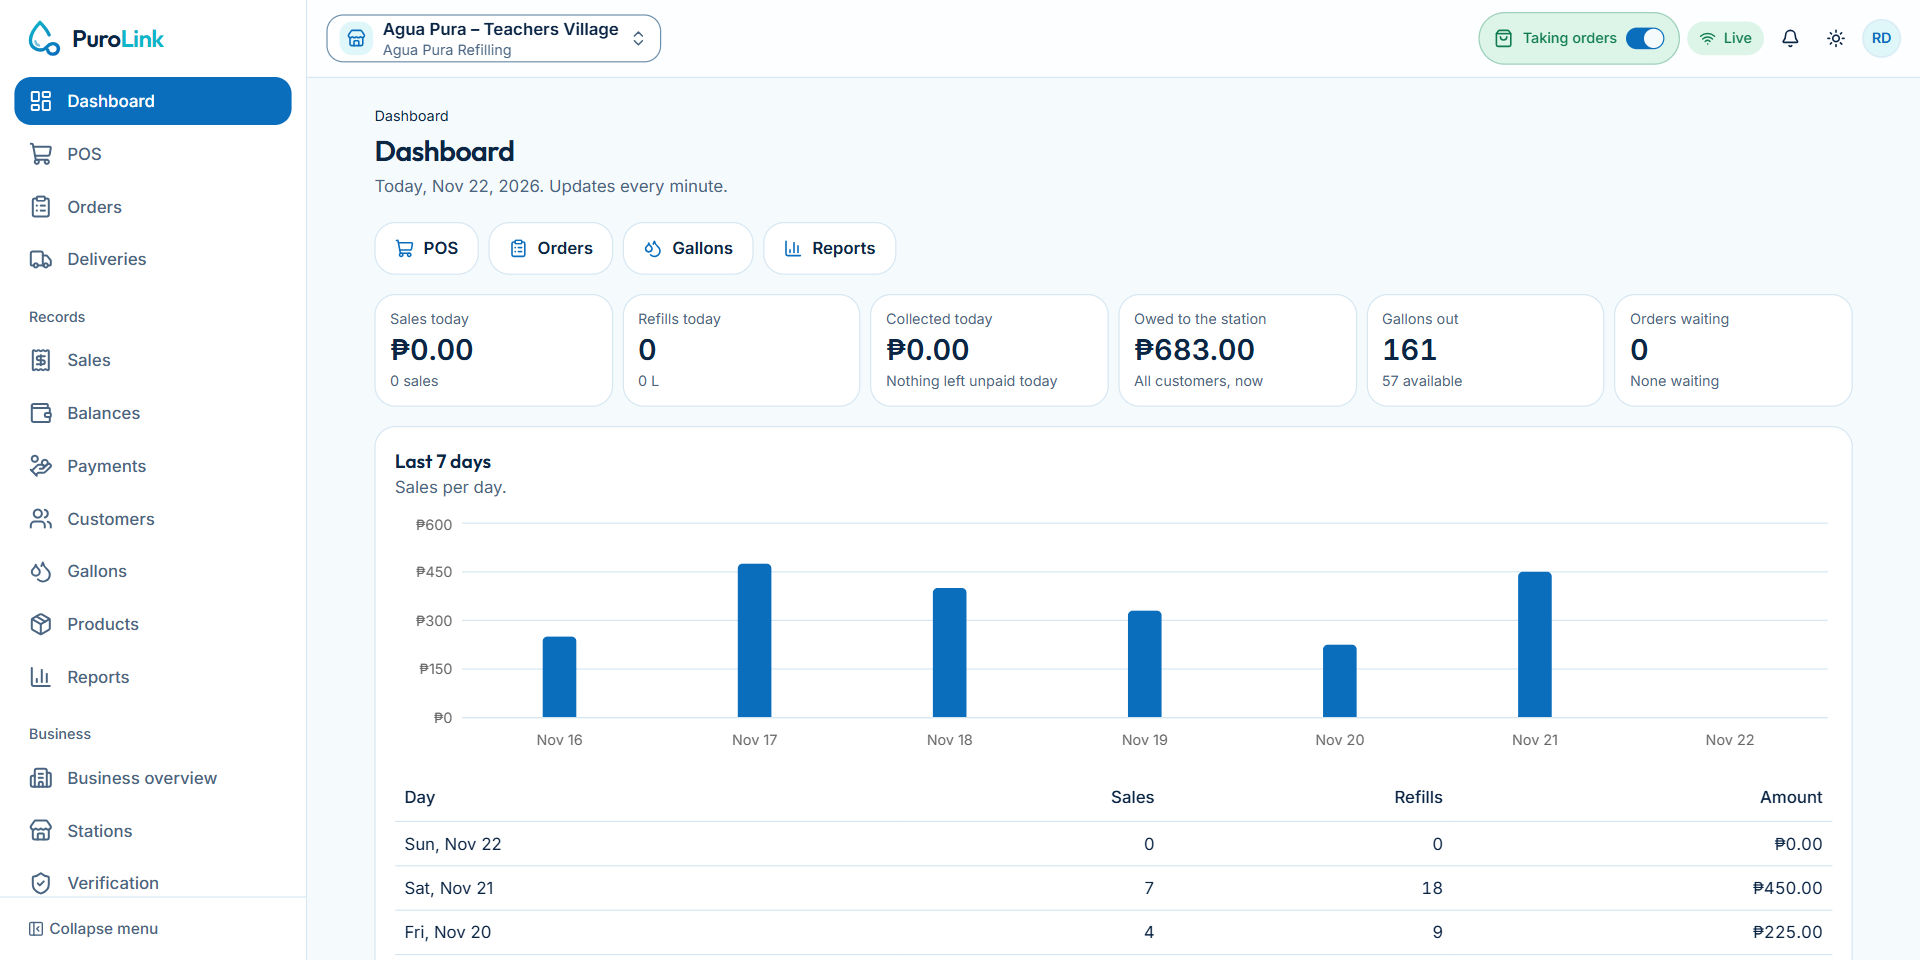 PuroLink
Agua Pura – Teachers Village
Agua Pura Refilling
Taking orders
Live
RD
Dashboard
POS
Orders
Deliveries
Records
Sales
Balances
Payments
Customers
Gallons
Products
Reports
Business
Business overview
Stations
Verification
Collapse menu
Dashboard
Dashboard
Today, Nov 22, 2026. Updates every minute.
POS
Orders
Gallons
Reports
Sales today
₱0.00
0 sales
Refills today
0
0 L
Collected today
₱0.00
Nothing left unpaid today
Owed to the station
₱683.00
All customers, now
Gallons out
161
57 available
Orders waiting
0
None waiting
Last 7 days
Sales per day.
₱600
₱450
₱300
₱150
₱0
Nov 16 Nov 17 Nov 18 Nov 19 Nov 20 Nov 21 Nov 22
Day Sales Refills Amount
Sun, Nov 22 0 0 ₱0.00
Sat, Nov 21 7 18 ₱450.00
Fri, Nov 20 4 9 ₱225.00